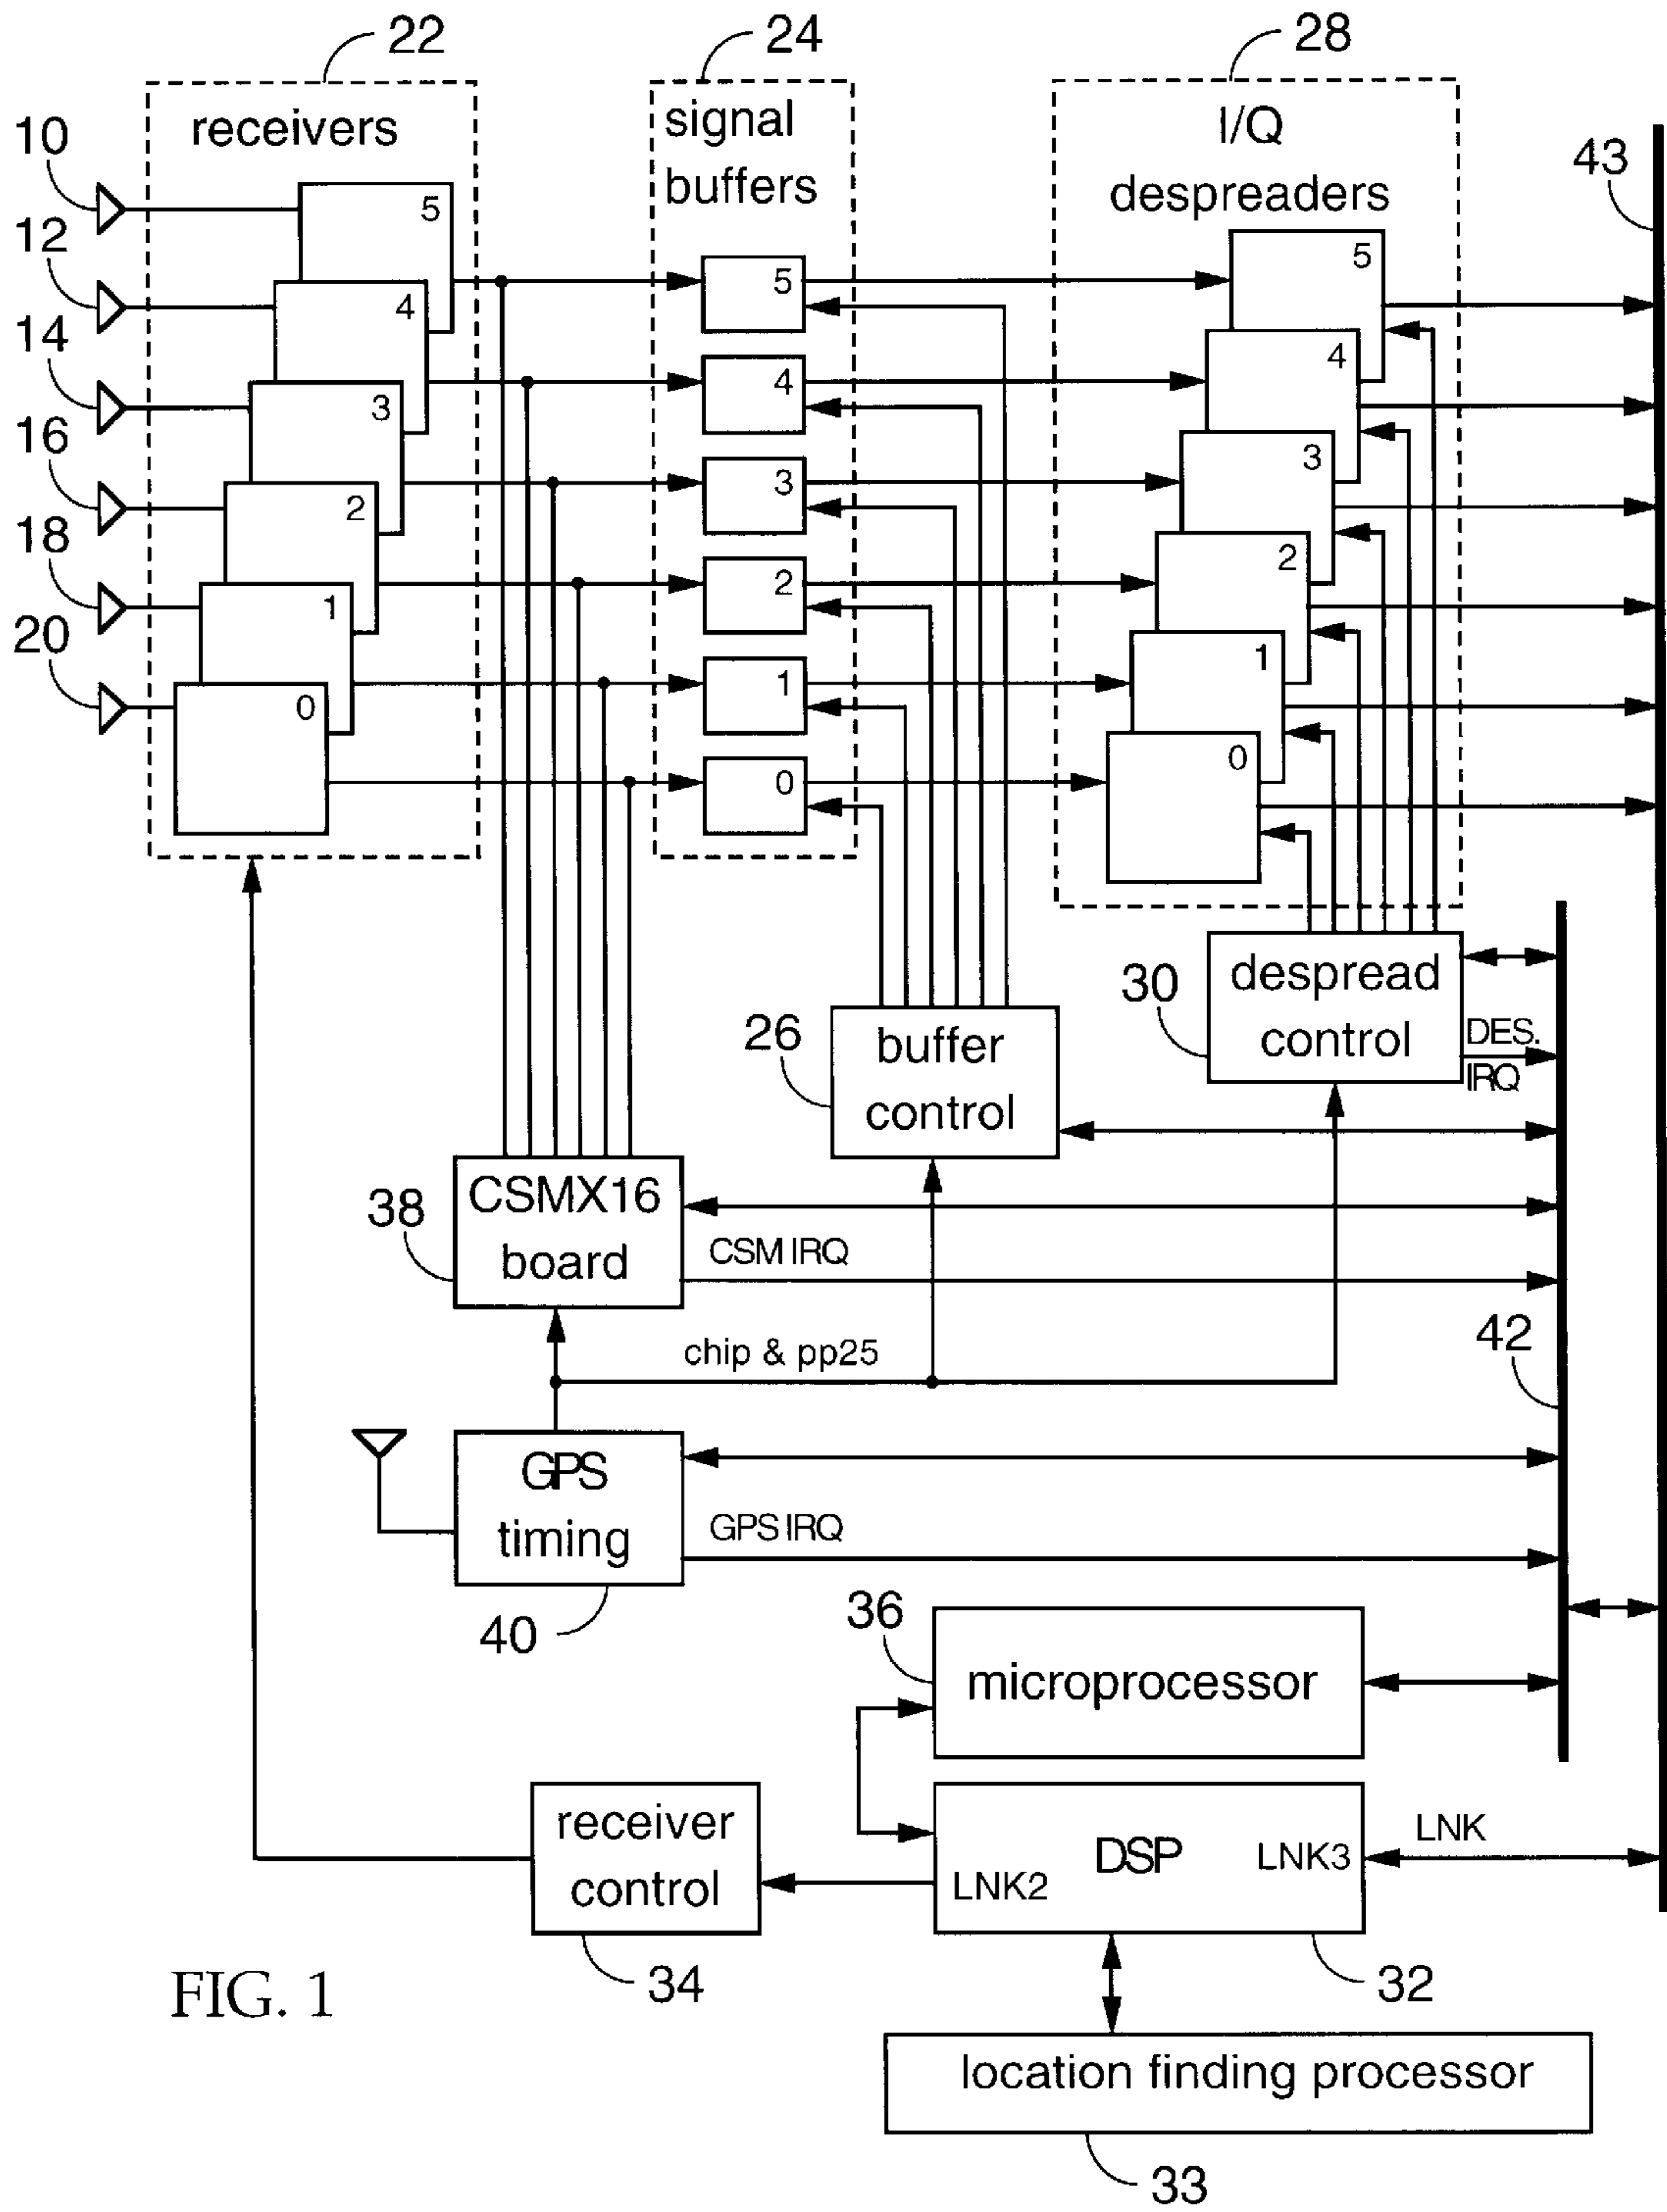 22
24
28
receivers
signal
buffers
I/Q
despreaders
10
12
14
16
18
20
43
5
4
3
2
1
0
5
4
3
2
1
0
5
4
3
2
1
0
30
despread
control
DES.
IRQ
26
buffer
control
38
CSMX16
board
CSM IRQ
chip & pp25
42
GPS
timing
GPS IRQ
40
36
microprocessor
receiver
control
34
DSP
LNK2
LNK3
LNK
32
FIG. 1
location finding processor
33